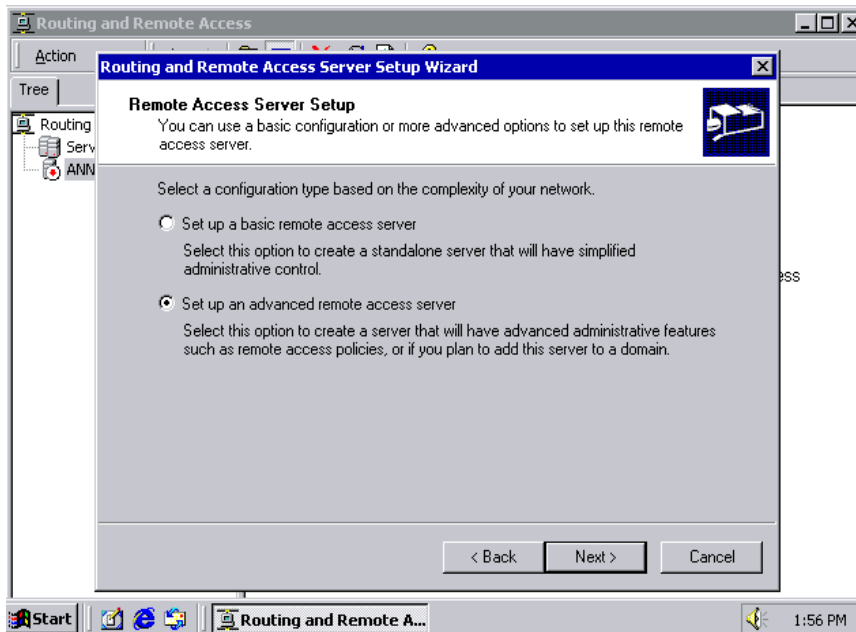 Routing and Remote Access
Action
Routing and Remote Access Server Setup Wizard
Tree
Remote Access Server Setup
You can use a basic configuration or more advanced options to set up this remote
access server.
Routing
Serv
ANN
Select a configuration type based on the complexity of your network.
Set up a basic remote access server
Select this option to create a standalone server that will have simplified
administrative control.
ess
Set up an advanced remote access server
Select this option to create a server that will have advanced administrative features
such as remote access policies, or if you plan to add this server to a domain.
< Back
Next >
Cancel
Start
Routing and Remote A...
1:56 PM